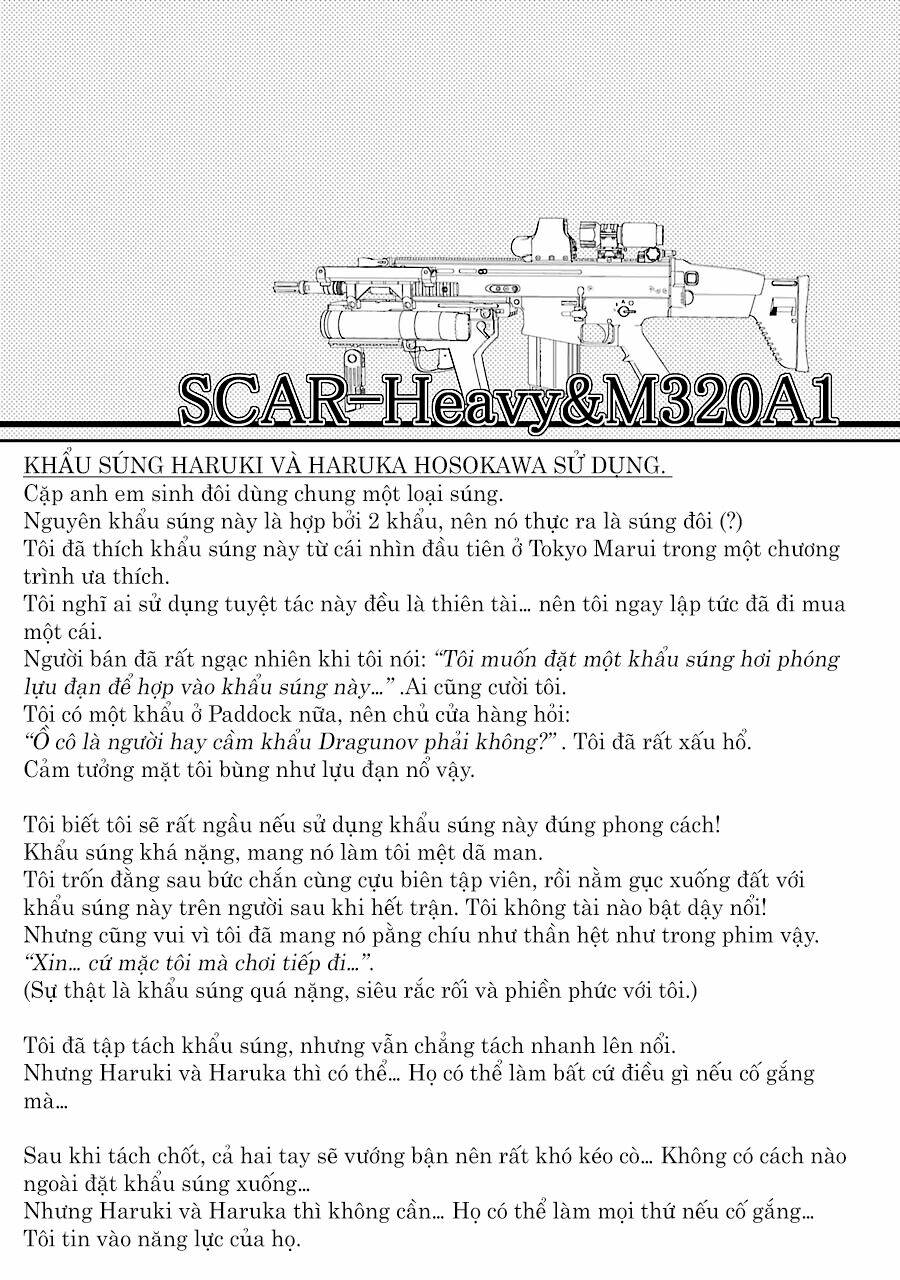 SCAR-Heavy&M320A1
KHẨU SÚNG HARUKI VÀ HARUKA HOSOKAWA SỬ DỤNG.
Cặp anh em sinh đôi dùng chung một loại súng.
Nguyên khẩu súng này là hợp bởi 2 khẩu, nên nó thực ra là súng đôi (?)
Tôi đã thích khẩu súng này từ cái nhìn đầu tiên ở Tokyo Marui trong một chương
trình ưa thích.
Tôi nghĩ ai sử dụng tuyệt tác này đều là thiên tài... nên tôi ngay lập tức đã đi mua
một cái.
Người bán đã rất ngạc nhiên khi tôi nói: “Tôi muốn đặt một khẩu súng hơi phóng
lựu đạn để hợp vào khẩu súng này...” .Ai cũng cười tôi.
Tôi có một khẩu ở Paddock nữa, nên chủ cửa hàng hỏi:
“Ồ cô là người hay cầm khẩu Dragunov phải không?” . Tôi đã rất xấu hổ.
Cảm tưởng mặt tôi bùng như lựu đạn nổ vậy.
Tôi biết tôi sẽ rất ngầu nếu sử dụng khẩu súng này đúng phong cách!
Khẩu súng khá nặng, mang nó làm tôi mệt dã man.
Tôi trốn đằng sau bức chắn cùng cựu biên tập viên, rồi nằm gục xuống đất với
khẩu súng này trên người sau khi hết trận. Tôi không tài nào bật dậy nổi!
Nhưng cũng vui vì tôi đã mang nó pằng chíu như thần hệt như trong phim vậy.
“Xin... cứ mặc tôi mà chơi tiếp đi...”.
(Sự thật là khẩu súng quá nặng, siêu rắc rối và phiền phức với tôi.)
Tôi đã tập tách khẩu súng, nhưng vẫn chẳng tách nhanh lên nổi.
Nhưng Haruki và Haruka thì có thể... Họ có thể làm bất cứ điều gì nếu cố gắng
mà...
Sau khi tách chốt, cả hai tay sẽ vướng bận nên rất khó kéo cò... Không có cách nào
ngoài đặt khẩu súng xuống...
Nhưng Haruki và Haruka thì không cần... Họ có thể làm mọi thứ nếu cố gắng...
Tôi tin vào năng lực của họ.